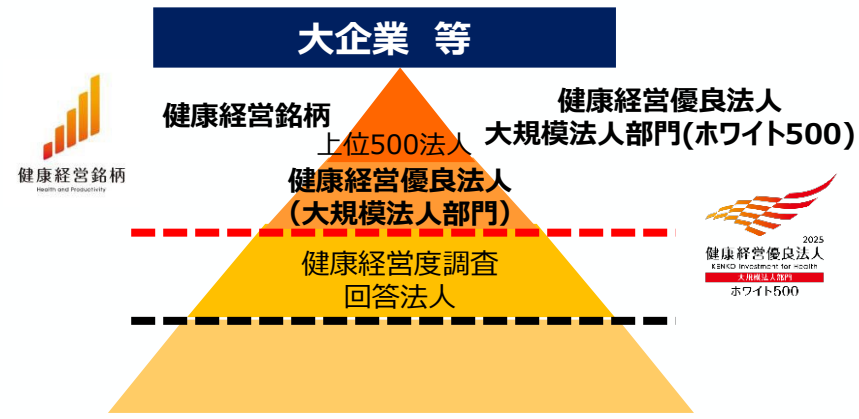 大企業 等
健康経営銘柄
健康経営優良法人
大規模法人部門(ホワイト500)
上位500法人
健康経営優良法人
（大規模法人部門）
健康経営度調査
回答法人
健康経営銘柄
Health and Productivity
2025
健康経営優良法人
KENKO Investment for Health
大規模法人部門
ホワイト500